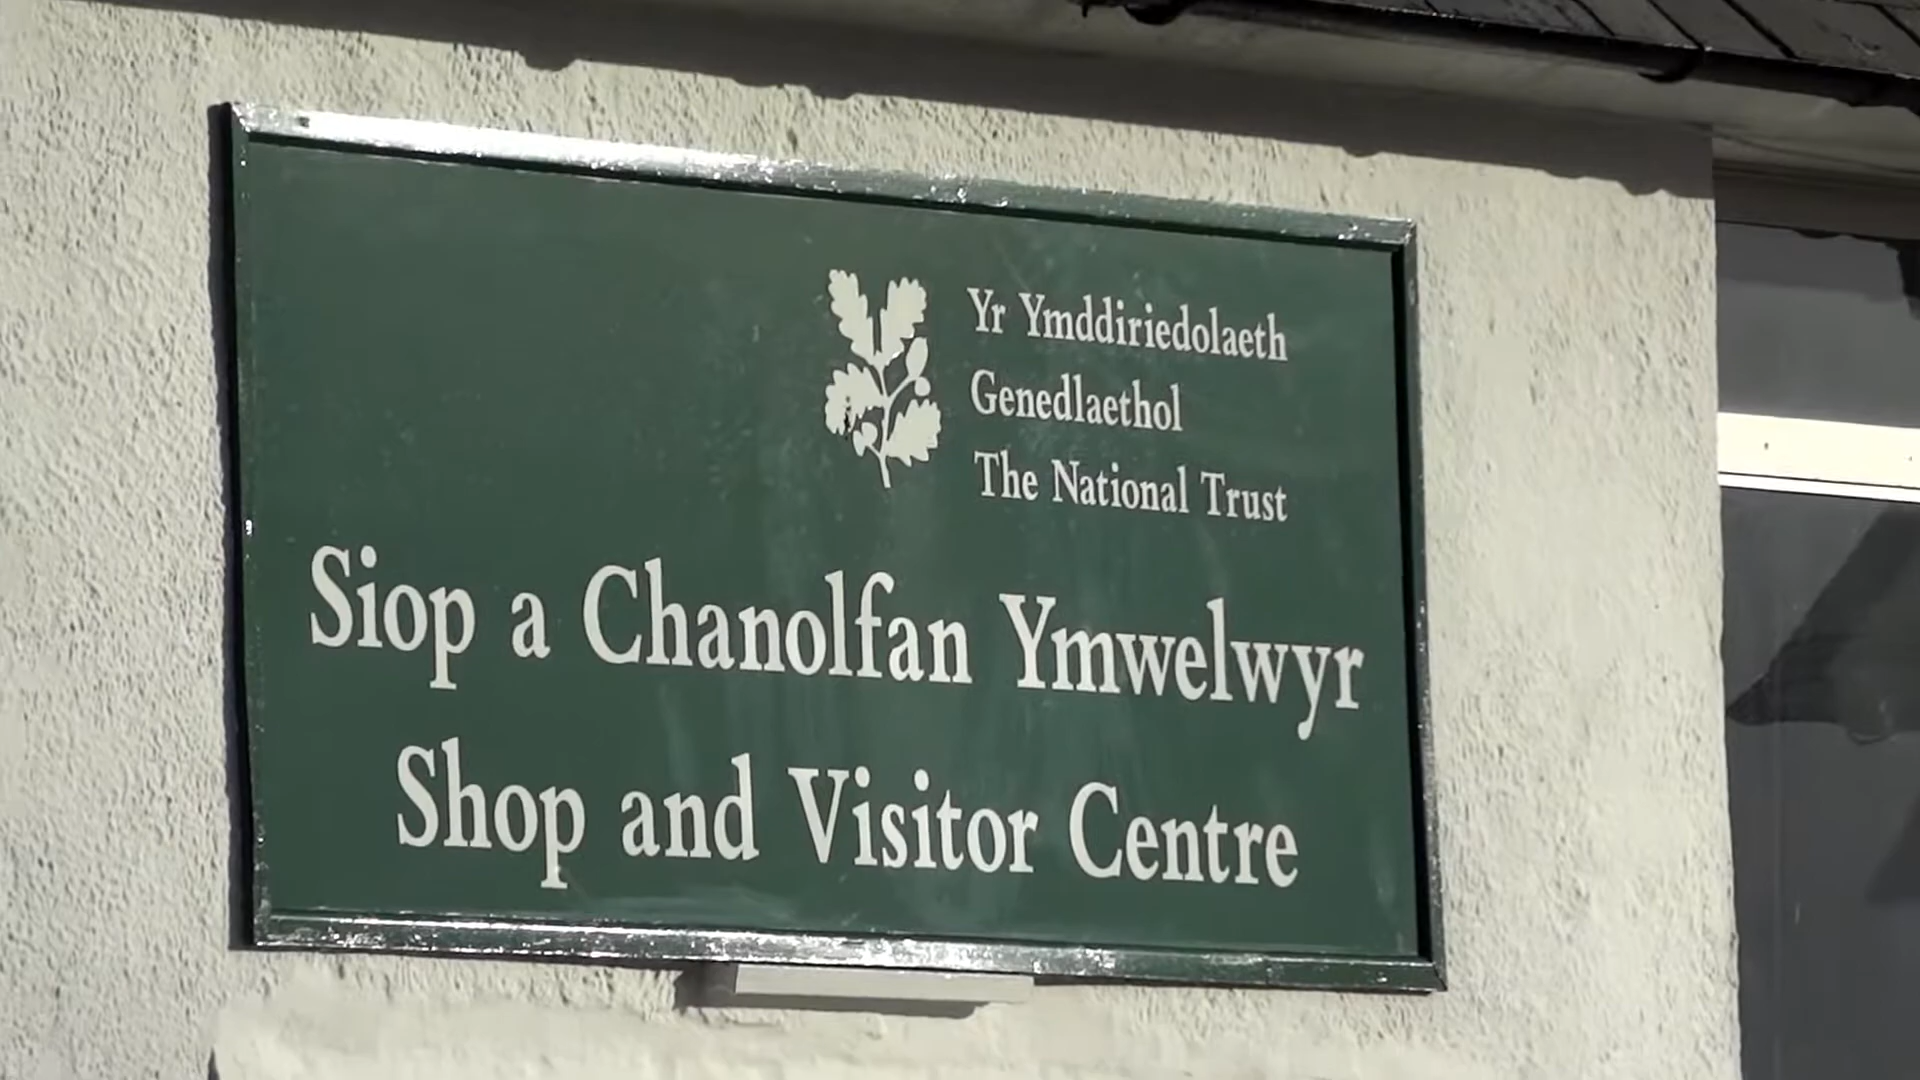 Yr Ymddiriedolaeth
Genedlaethol
The National Trust
Siop a Chanolfan Ymwelwyr
Shop and Visitor Centre